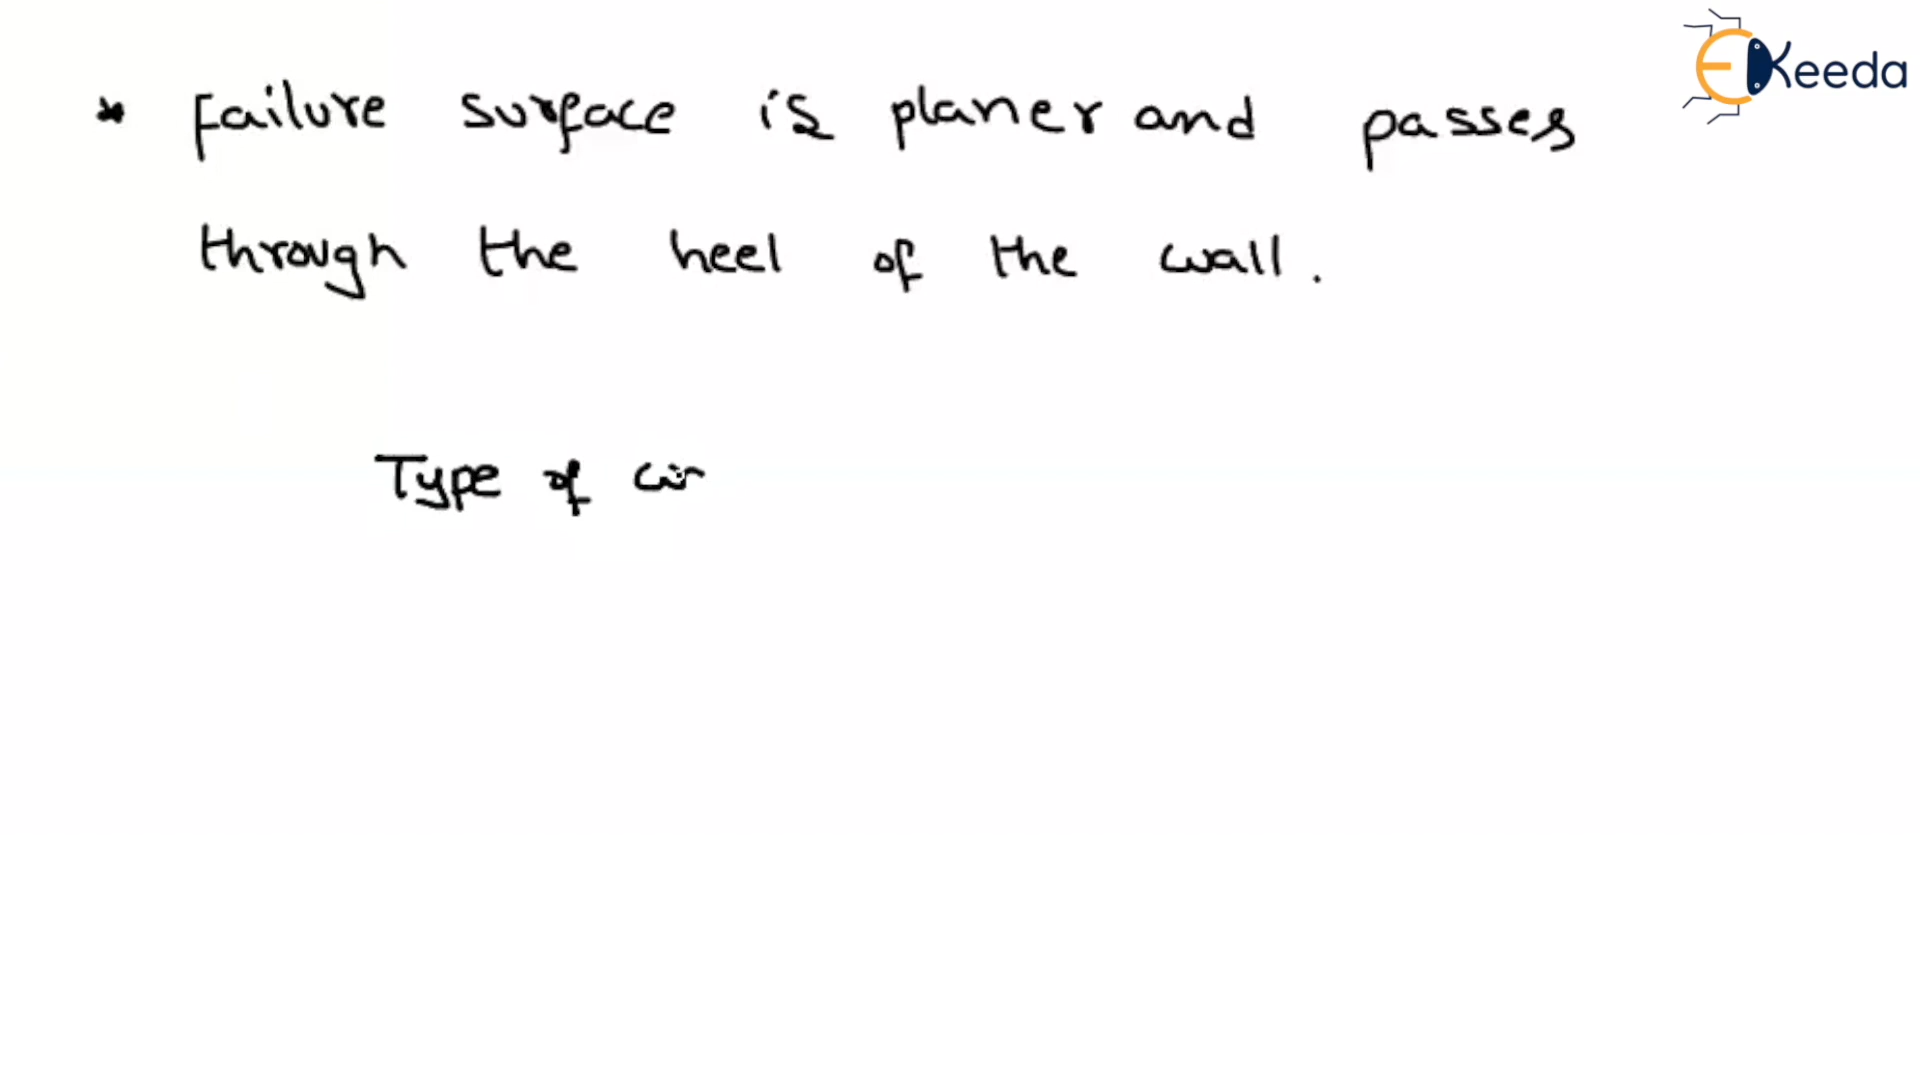 EKeeda
* Failure surface is planer and passes
through the heel of the wall.
Type of